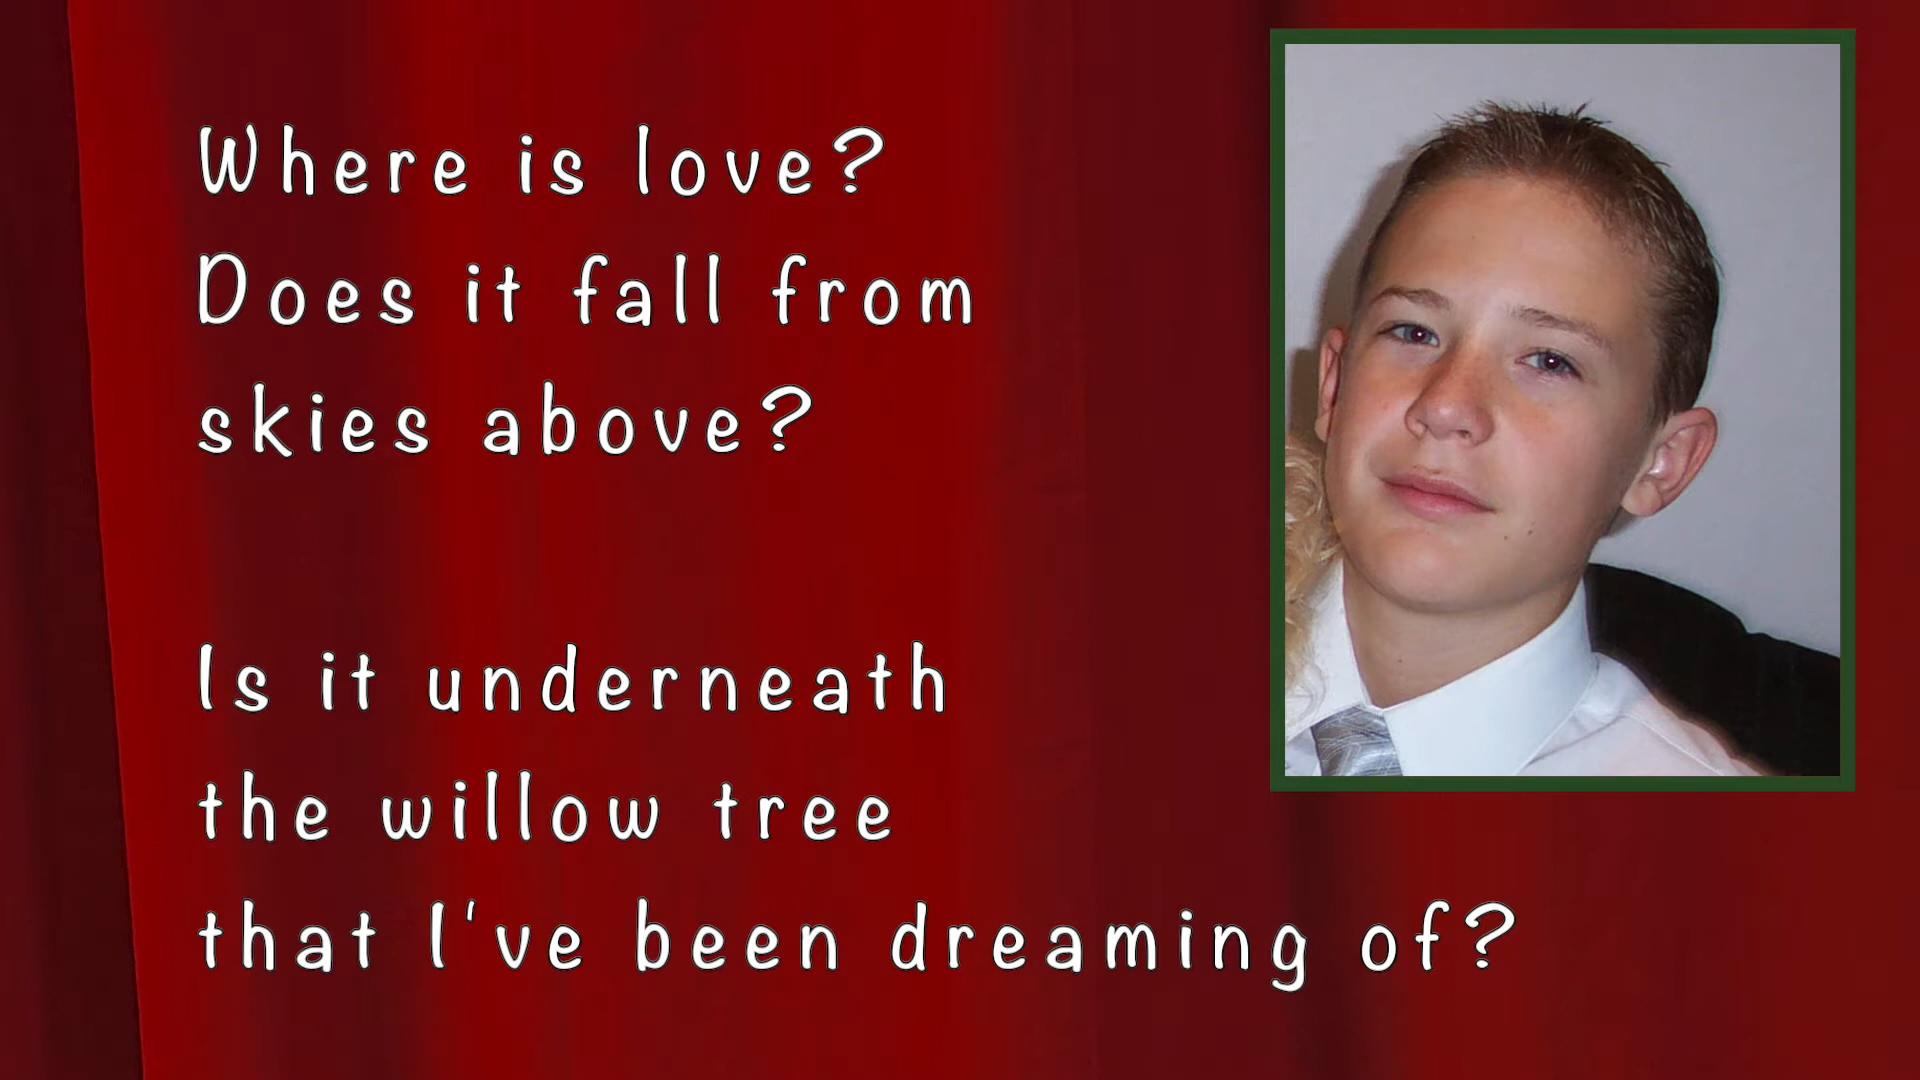 Where is love?
Does it fall from
skies above?
Is it underneath
the willow tree
that I've been dreaming of?